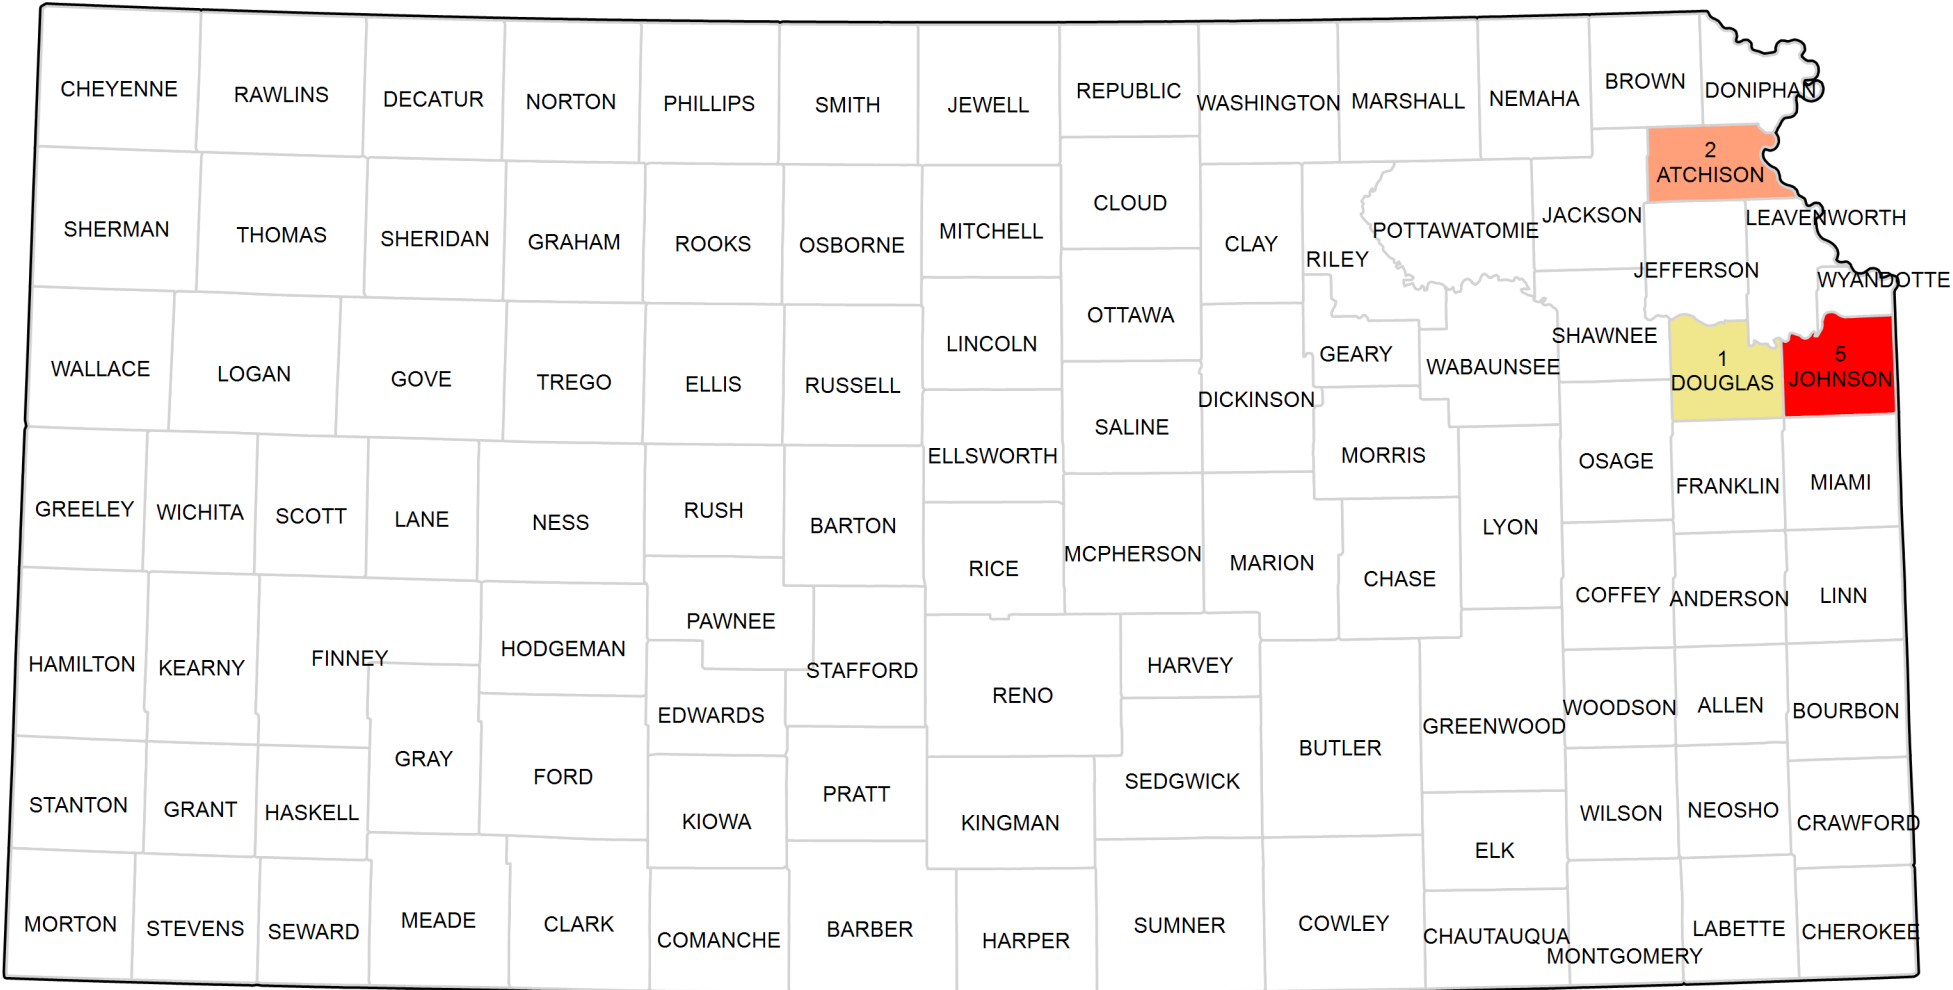 CHEYENNE
RAWLINS
DECATUR
NORTON
PHILLIPS
SMITH
JEWELL
REPUBLIC
WASHINGTON
MARSHALL
NEMAHA
BROWN
DONIPHAN
2
ATCHISON
SHERMAN
THOMAS
SHERIDAN
GRAHAM
ROOKS
OSBORNE
MITCHELL
CLOUD
CLAY
RILEY
POTTAWATOMIE
JACKSON
LEAVENWORTH
JEFFERSON
WYANDOTTE
WALLACE
LOGAN
GOVE
TREGO
ELLIS
RUSSELL
LINCOLN
OTTAWA
DICKINSON
GEARY
WABAUNSEE
SHAWNEE
1
DOUGLAS
5
JOHNSON
ELLSWORTH
SALINE
MORRIS
OSAGE
FRANKLIN
MIAMI
GREELEY
WICHITA
SCOTT
LANE
NESS
RUSH
BARTON
RICE
MCPHERSON
MARION
CHASE
LYON
COFFEY
ANDERSON
LINN
HAMILTON
KEARNY
FINNEY
HODGEMAN
PAWNEE
STAFFORD
EDWARDS
RENO
HARVEY
BUTLER
GREENWOOD
WOODSON
ALLEN
BOURBON
STANTON
GRANT
HASKELL
GRAY
FORD
KIOWA
PRATT
KINGMAN
SEDGWICK
ELK
WILSON
NEOSHO
CRAWFORD
MORTON
STEVENS
SEWARD
MEADE
CLARK
COMANCHE
BARBER
HARPER
SUMNER
COWLEY
CHAUTAUQUA
MONTGOMERY
LABETTE
CHEROKEE